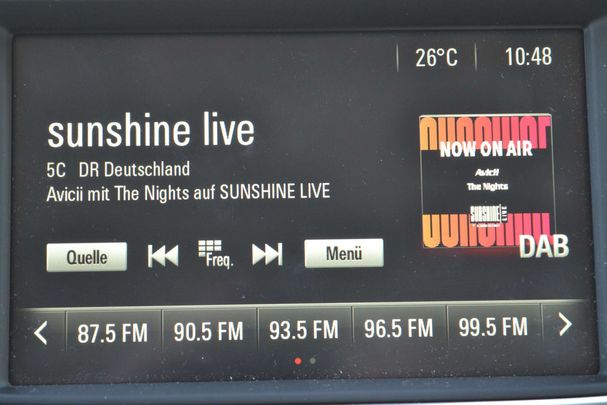 26°C 10:48
sunshine live
5C DR Deutschland
Avicii mit The Nights auf SUNSHINE LIVE
NOW ON AIR
Avicii
The Nights
SUNSHINE LIVE
DAB
Quelle Freq. Menü
87.5 FM 90.5 FM 93.5 FM 96.5 FM 99.5 FM